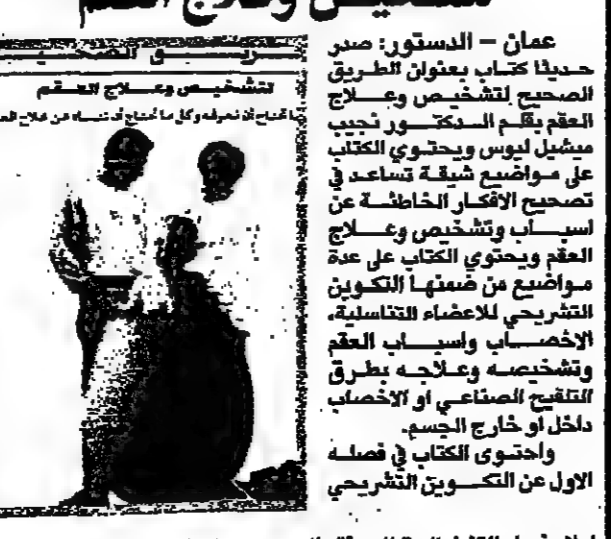 تشخيص وعلاج العقم
عمان – الدستور: صدر
حديثا كتاب بعنوان الطريق
الصحيح لتشخيص وعلاج
العقم بقلم الدكتور نجيب
ميشيل ليوس ويحتوي الكتاب
على مواضيع شيقة تساعد في
تصحيح الافكار الخاطئة عن
اسباب وتشخيص وعلاج
العقم ويحتوي الكتاب على عدة
مواضيع من ضمنها التكوين
التشريحي للاعضاء التناسلية،
الاخصاب واسباب العقم
وتشخيصه وعلاجه بطرق
التلقيح الصناعي او الاخصاب
داخل او خارج الجسم.
واحتوى الكتاب في فصله
الاول عن التكوين التشريحي
لتشخيص وعلاج العقم